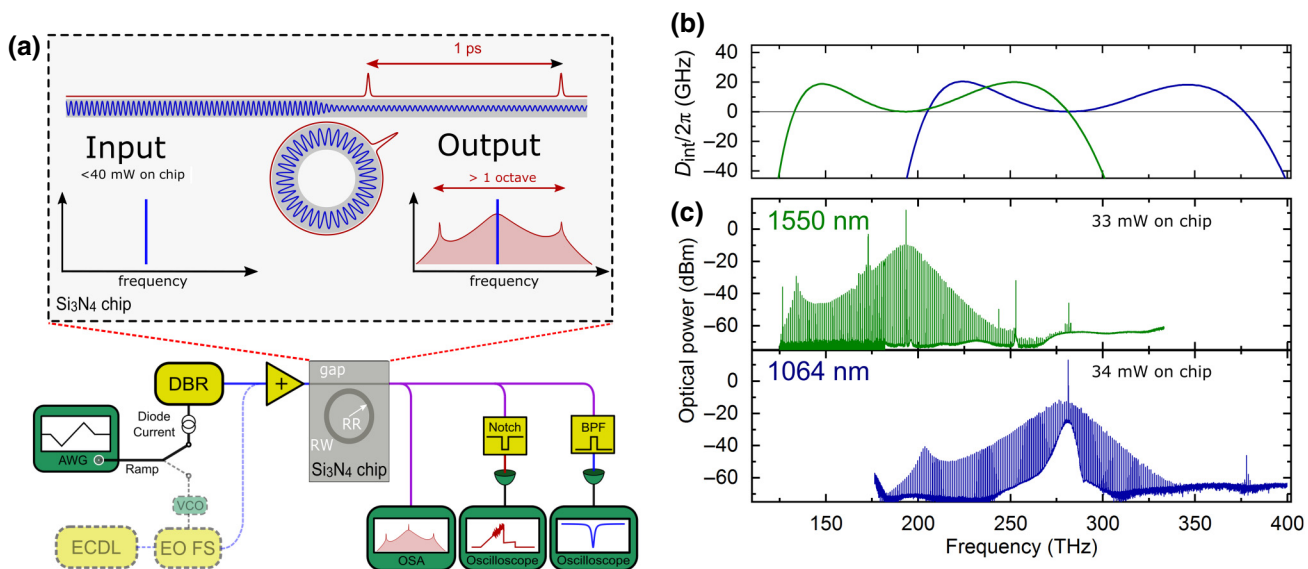 (a)
1 ps
Input
<40 mW on chip
frequency
Output
> 1 octave
frequency
Si₃N₄ chip
DBR
+
gap
RR
RW
Si₃N₄ chip
Diode
Current
AWG
Ramp
VCO
ECDL
EO FS
Notch
BPF
OSA
Oscilloscope
Oscilloscope
(b)
40
20
0
−20
−40
D_int/2π (GHz)
(c)
1550 nm
33 mW on chip
0
−20
−40
−60
1064 nm
34 mW on chip
0
−20
−40
−60
Optical power (dBm)
150 200 250 300 350 400
Frequency (THz)